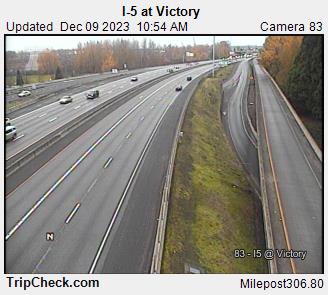 I-5 at Victory
Updated Dec 09 2023 10:54 AM Camera 83
N
83 - I5 @ Victory
TripCheck.com Milepost306.80